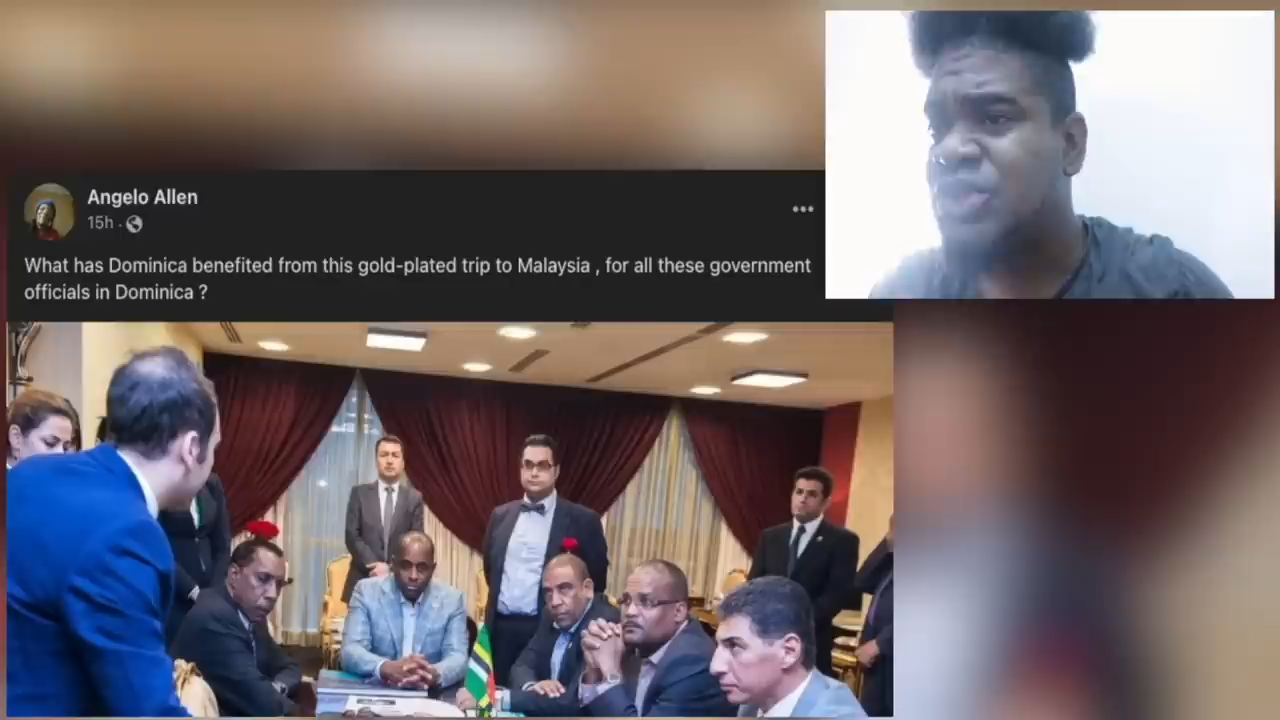 Angelo Allen
15h ·
What has Dominica benefited from this gold-plated trip to Malaysia , for all these government
officials in Dominica ?